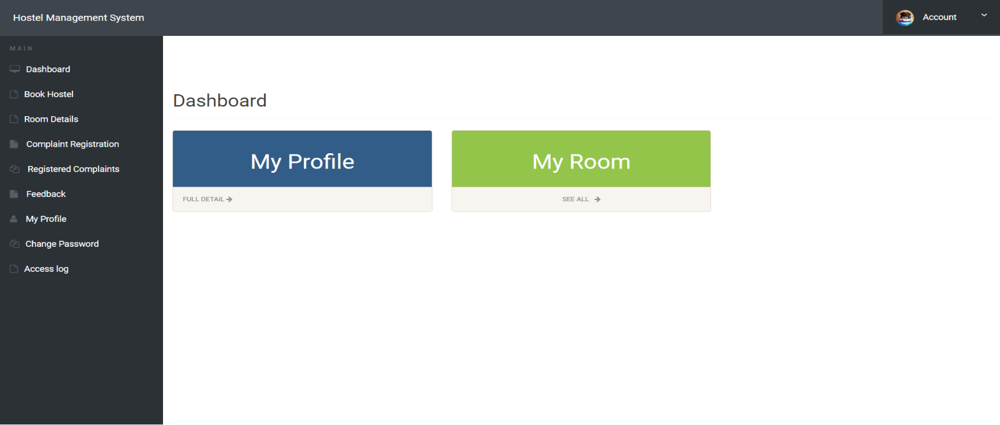 Hostel Management System
Account
MAIN
Dashboard
Book Hostel
Room Details
Complaint Registration
Registered Complaints
Feedback
My Profile
Change Password
Access log
Dashboard
My Profile
FULL DETAIL
My Room
SEE ALL